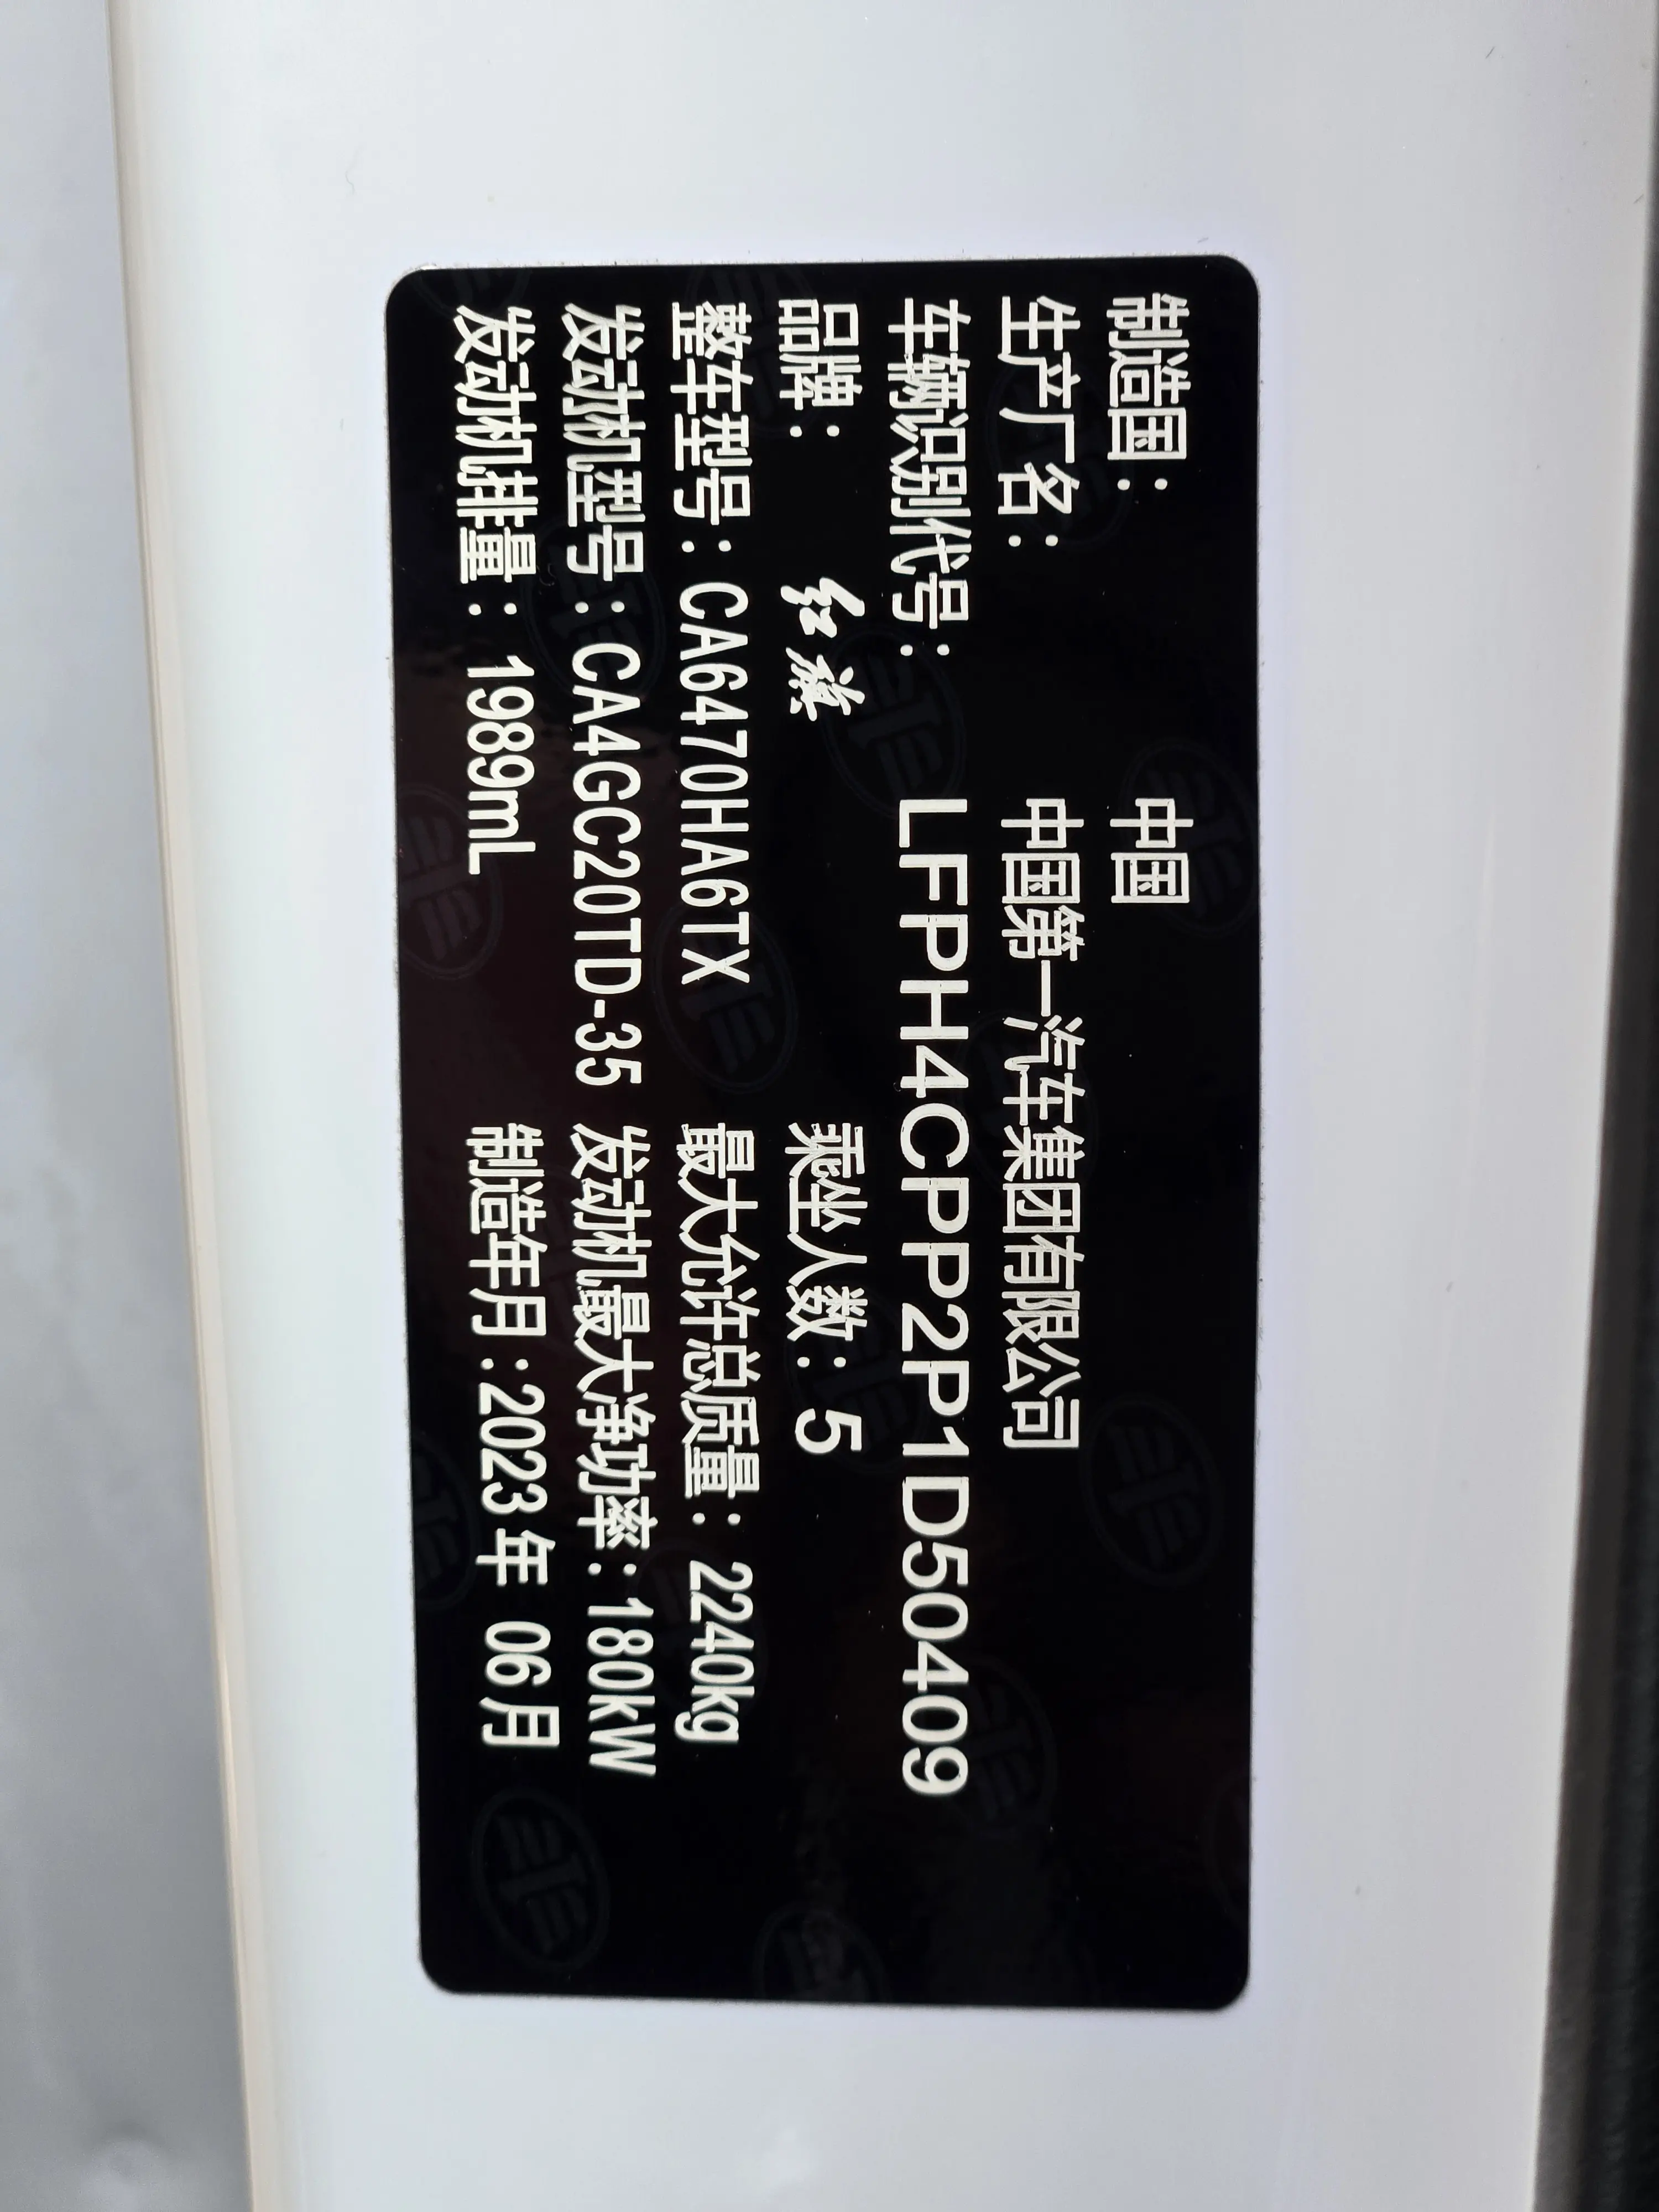 制造国： 中国
生产厂名： 中国第一汽车集团有限公司
车辆识别代号： LFPH4CPP2P1D50409
品牌： 红旗 乘坐人数：5
整车型号：CA6470HA6TX 最大允许总质量：2240kg
发动机型号：CA4GC20TD-35 发动机最大净功率：180kW
发动机排量：1989mL 制造年月：2023年 06月